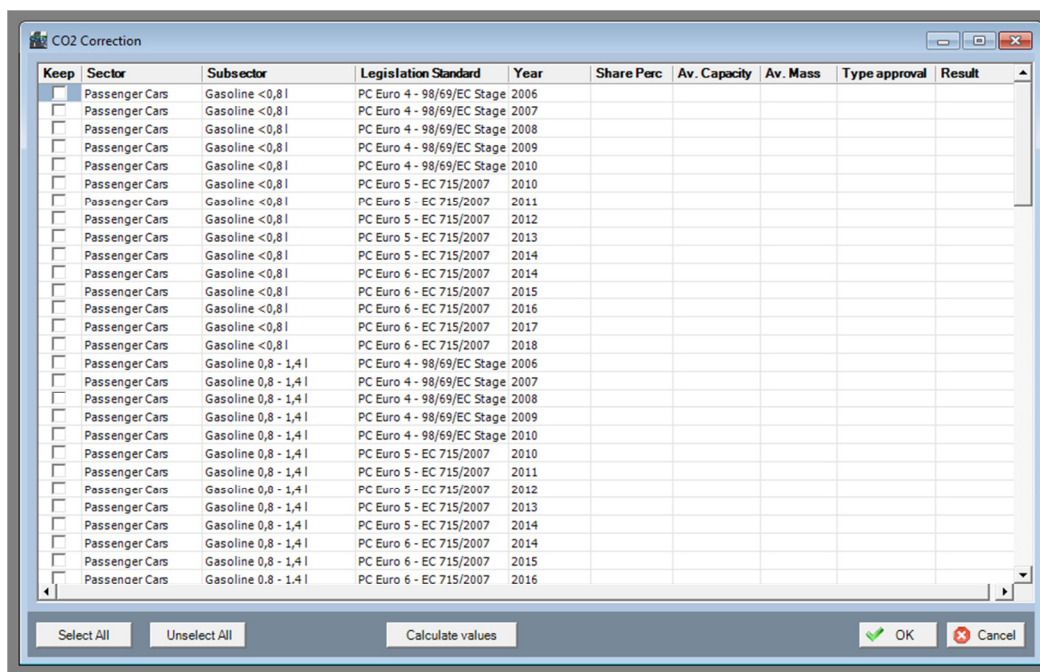 CO2 Correction
Keep Sector Subsector Legislation Standard Year Share Perc Av. Capacity Av. Mass Type approval Result
Passenger Cars Gasoline <0,8 l PC Euro 4 - 98/69/EC Stage 2006
Passenger Cars Gasoline <0,8 l PC Euro 4 - 98/69/EC Stage 2007
Passenger Cars Gasoline <0,8 l PC Euro 4 - 98/69/EC Stage 2008
Passenger Cars Gasoline <0,8 l PC Euro 4 - 98/69/EC Stage 2009
Passenger Cars Gasoline <0,8 l PC Euro 4 - 98/69/EC Stage 2010
Passenger Cars Gasoline <0,8 l PC Euro 5 - EC 715/2007 2010
Passenger Cars Gasoline <0,8 l PC Euro 5 - EC 715/2007 2011
Passenger Cars Gasoline <0,8 l PC Euro 5 - EC 715/2007 2012
Passenger Cars Gasoline <0,8 l PC Euro 5 - EC 715/2007 2013
Passenger Cars Gasoline <0,8 l PC Euro 5 - EC 715/2007 2014
Passenger Cars Gasoline <0,8 l PC Euro 6 - EC 715/2007 2014
Passenger Cars Gasoline <0,8 l PC Euro 6 - EC 715/2007 2015
Passenger Cars Gasoline <0,8 l PC Euro 6 - EC 715/2007 2016
Passenger Cars Gasoline <0,8 l PC Euro 6 - EC 715/2007 2017
Passenger Cars Gasoline <0,8 l PC Euro 6 - EC 715/2007 2018
Passenger Cars Gasoline 0,8 - 1,4 l PC Euro 4 - 98/69/EC Stage 2006
Passenger Cars Gasoline 0,8 - 1,4 l PC Euro 4 - 98/69/EC Stage 2007
Passenger Cars Gasoline 0,8 - 1,4 l PC Euro 4 - 98/69/EC Stage 2008
Passenger Cars Gasoline 0,8 - 1,4 l PC Euro 4 - 98/69/EC Stage 2009
Passenger Cars Gasoline 0,8 - 1,4 l PC Euro 4 - 98/69/EC Stage 2010
Passenger Cars Gasoline 0,8 - 1,4 l PC Euro 5 - EC 715/2007 2010
Passenger Cars Gasoline 0,8 - 1,4 l PC Euro 5 - EC 715/2007 2011
Passenger Cars Gasoline 0,8 - 1,4 l PC Euro 5 - EC 715/2007 2012
Passenger Cars Gasoline 0,8 - 1,4 l PC Euro 5 - EC 715/2007 2013
Passenger Cars Gasoline 0,8 - 1,4 l PC Euro 5 - EC 715/2007 2014
Passenger Cars Gasoline 0,8 - 1,4 l PC Euro 6 - EC 715/2007 2014
Passenger Cars Gasoline 0,8 - 1,4 l PC Euro 6 - EC 715/2007 2015
Passenger Cars Gasoline 0,8 - 1,4 l PC Euro 6 - EC 715/2007 2016
Select All Unselect All Calculate values OK Cancel